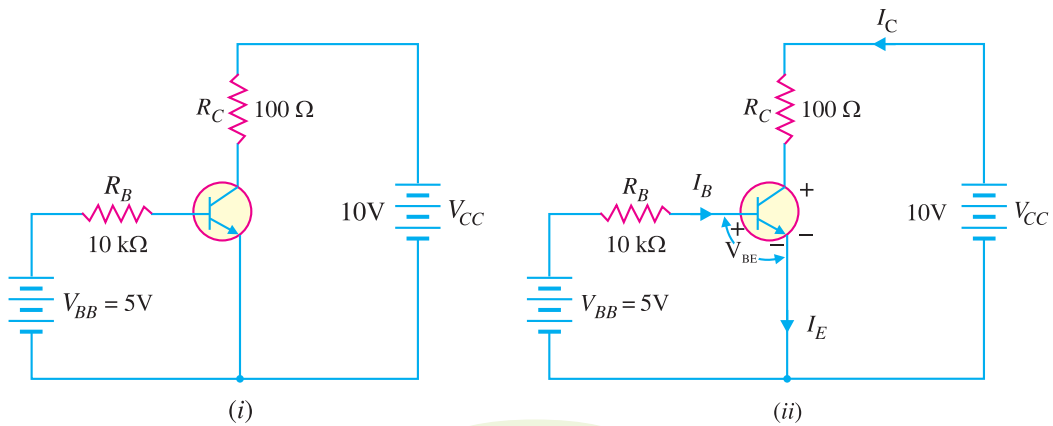 R_C 100 Ω
R_B
10 kΩ
10V V_CC
V_BB = 5V
(i)
I_C
R_C 100 Ω
R_B I_B
10 kΩ
+
+
−
−
V_BE
10V V_CC
V_BB = 5V
I_E
(ii)